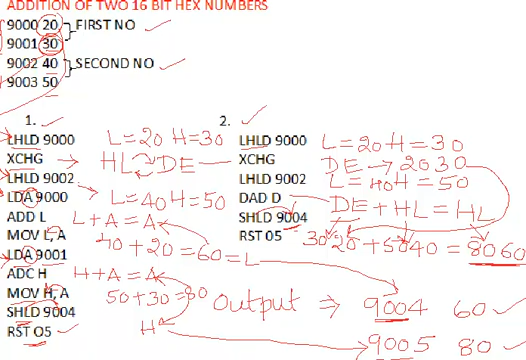 ADDITION OF TWO 16 BIT HEX NUMBERS
9000 20
9001 30
FIRST NO
9002 40
9003 50
SECOND NO
1.
LHLD 9000 L=20 H=30
XCHG HL DE
LHLD 9002
LDA 9000 L=40 H=50
ADD L L+A=A
MOV L, A 40+20=60=L
LDA 9001
ADC H H+A=A
MOV H, A 50+30=80
SHLD 9004 H
RST O5
2.
LHLD 9000 L=20 H=30
XCHG DE → 2030
LHLD 9002 L=40 H=50
DAD D DE+HL=HL
SHLD 9004
RST 05 3020+5040=8060
Output ⇒ 9004 60
9005 80